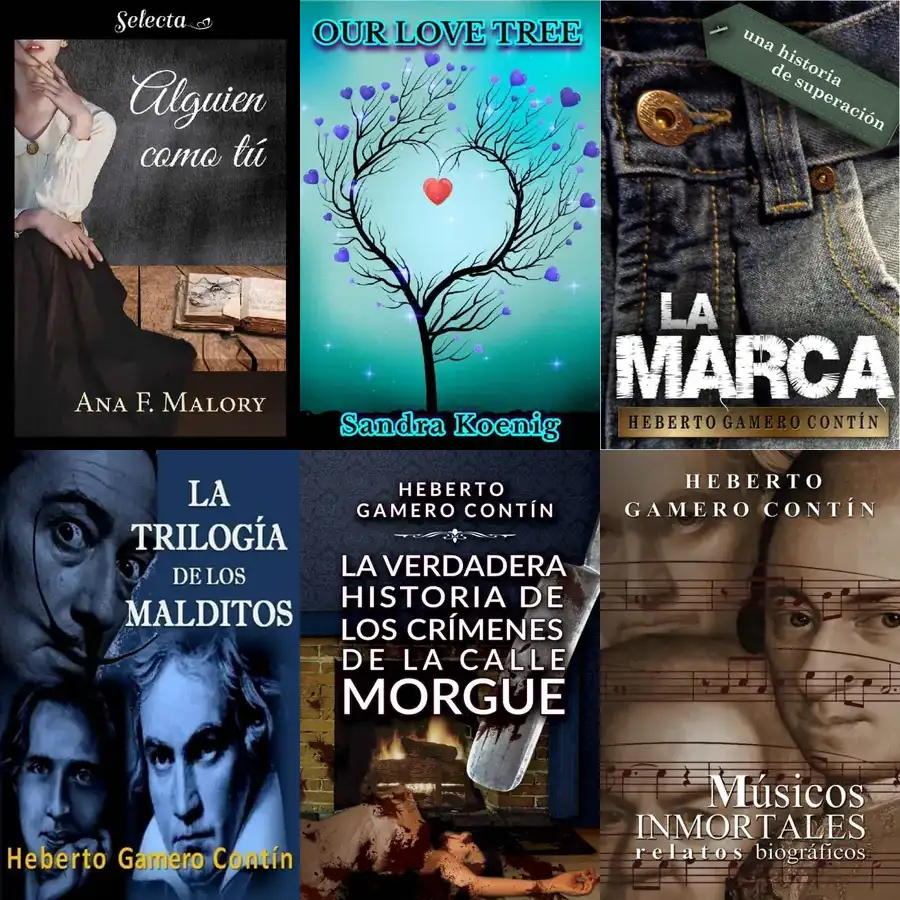 Selecta
Alguien
como tú
ANA F. MALORY
OUR LOVE TREE
Sandra Koenig
una historia
de superación
LA
MARCA
HEBERTO GAMERO CONTÍN
LA
TRILOGÍA
DE LOS
MALDITOS
Heberto Gamero Contín
HEBERTO
GAMERO CONTÍN
LA VERDADERA
HISTORIA DE
LOS CRÍMENES
DE LA CALLE
MORGUE
HEBERTO
GAMERO CONTÍN
Músicos
INMORTALES
relatos biográficos